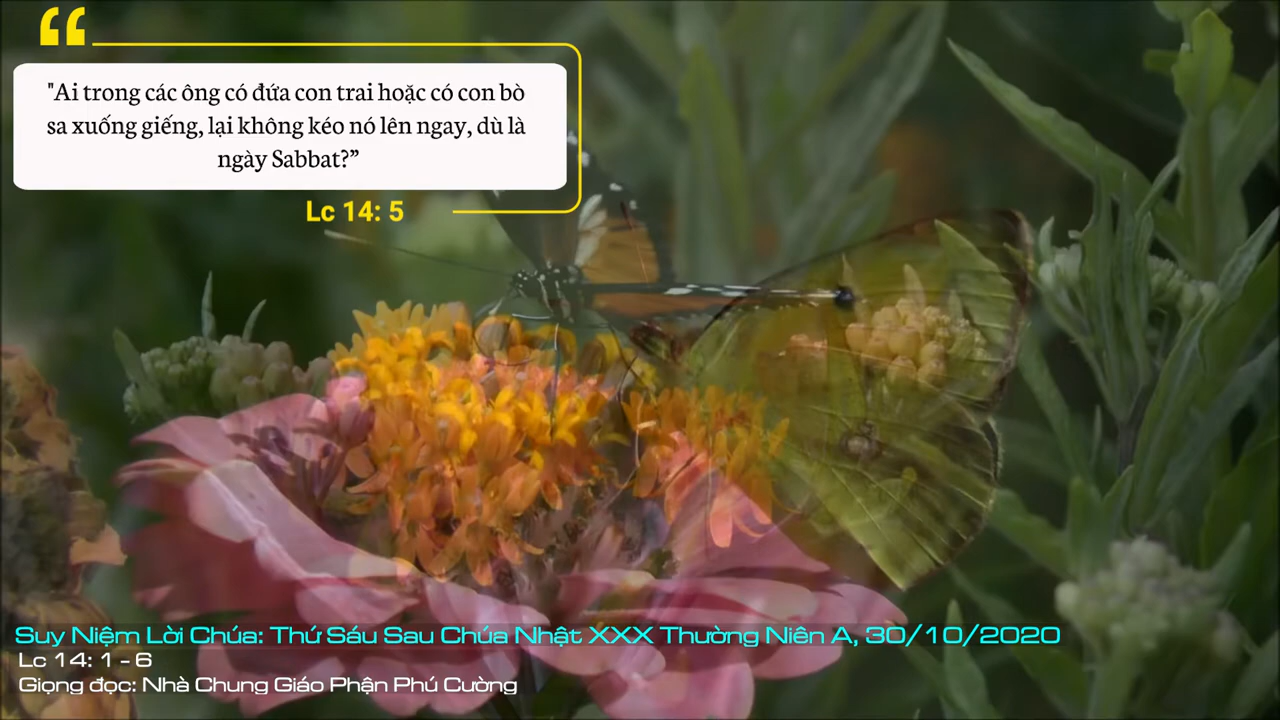 "Ai trong các ông có đứa con trai hoặc có con bò
sa xuống giếng, lại không kéo nó lên ngay, dù là
ngày Sabbat?”
Lc 14: 5
Suy Niệm Lời Chúa: Thứ Sáu Sau Chúa Nhật XXX Thường Niên A, 30/10/2020
Lc 14: 1 - 6
Giọng đọc: Nhà Chung Giáo Phận Phú Cường